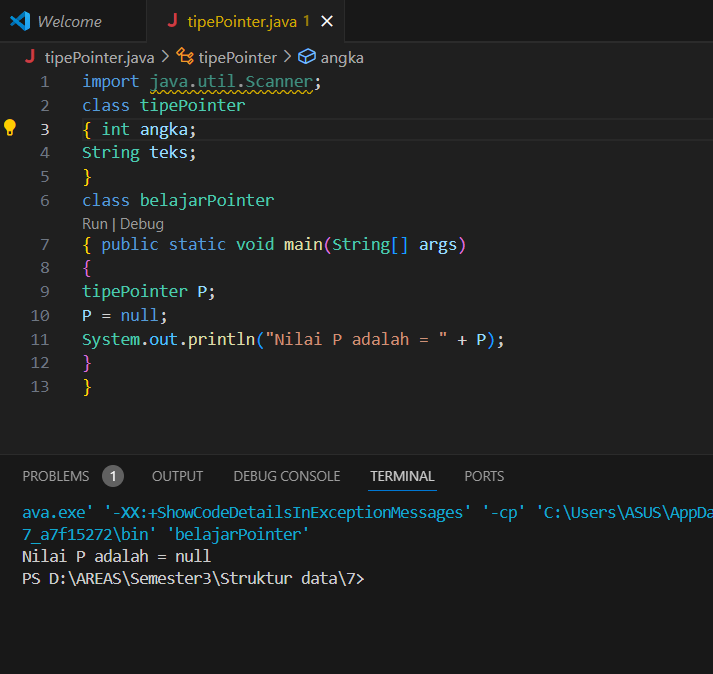 Welcome
tipePointer.java 1
tipePointer.java > tipePointer > angka
1 import java.util.Scanner;
2 class tipePointer
3 { int angka;
4 String teks;
5 }
6 class belajarPointer
Run | Debug
7 { public static void main(String[] args)
8 {
9 tipePointer P;
10 P = null;
11 System.out.println("Nilai P adalah = " + P);
12 }
13 }
PROBLEMS 1 OUTPUT DEBUG CONSOLE TERMINAL PORTS
ava.exe' '-XX:+ShowCodeDetailsInExceptionMessages' '-cp' 'C:\Users\ASUS\AppDa
7_a7f15272\bin' 'belajarPointer'
Nilai P adalah = null
PS D:\AREAS\Semester3\Struktur data\7>